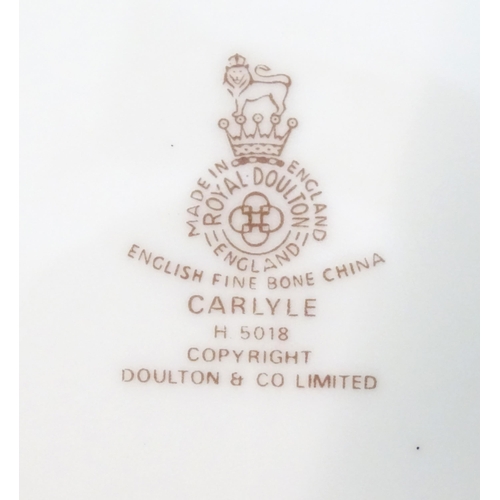 MADE IN ENGLAND
ROYAL DOULTON
ENGLAND
ENGLISH FINE BONE CHINA
CARLYLE
H. 5018
COPYRIGHT
DOULTON & CO LIMITED